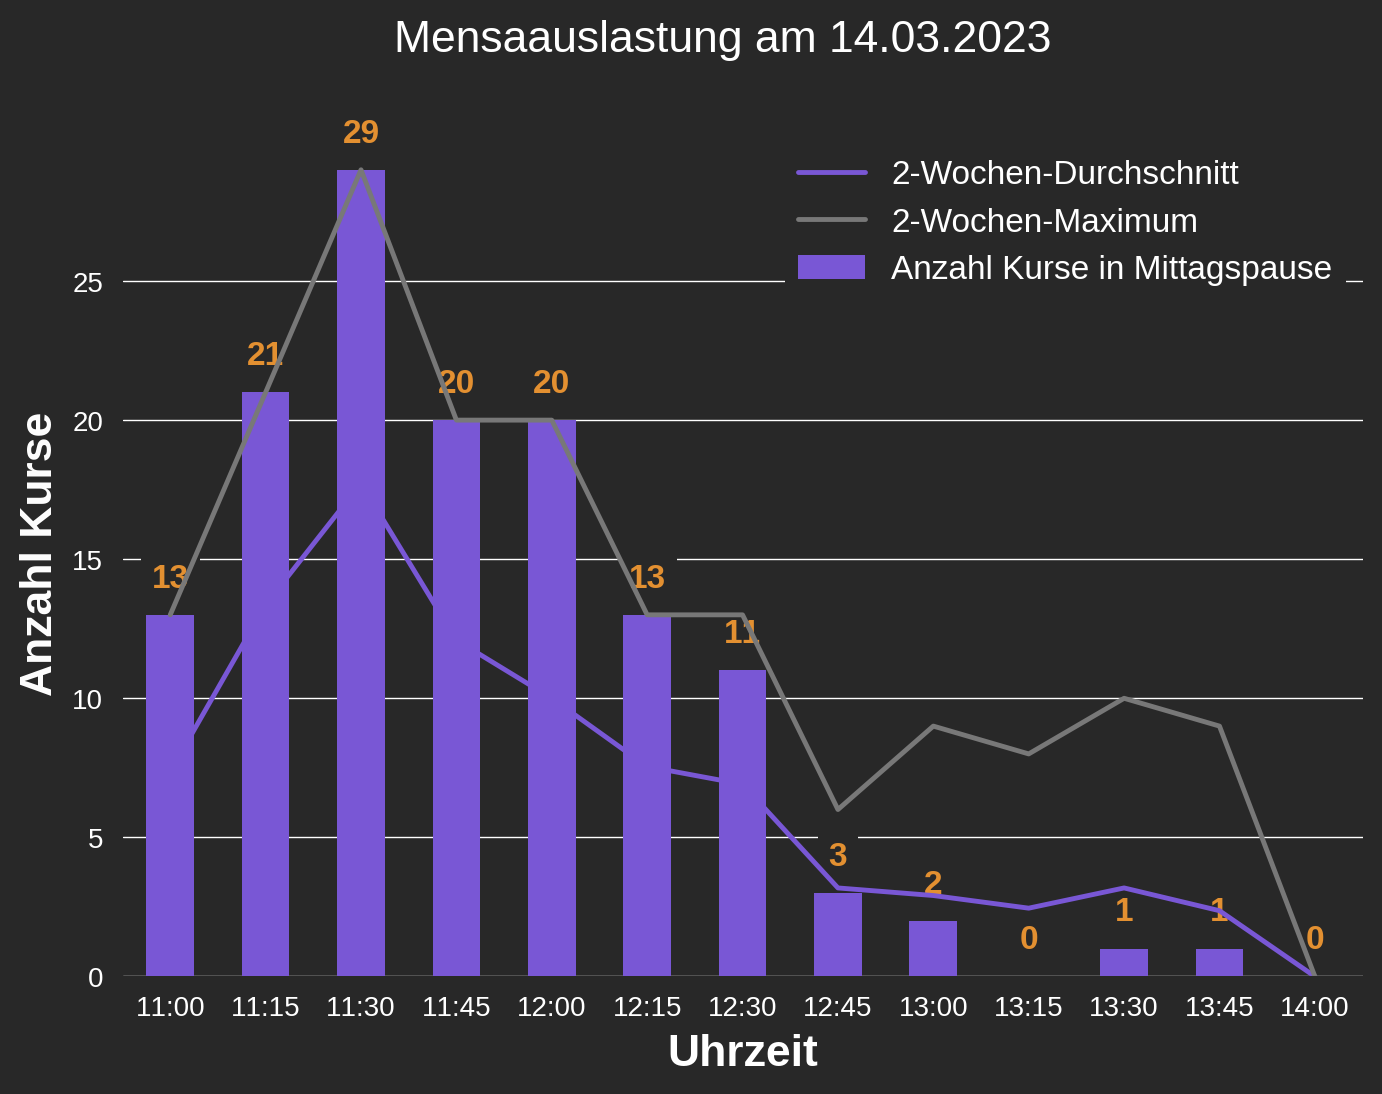 Mensaauslastung am 14.03.2023
2-Wochen-Durchschnitt
2-Wochen-Maximum
Anzahl Kurse in Mittagspause
Anzahl Kurse
25
20
15
10
5
0
13
21
29
20
20
13
11
3
2
0
1
1
0
11:00 11:15 11:30 11:45 12:00 12:15 12:30 12:45 13:00 13:15 13:30 13:45 14:00
Uhrzeit